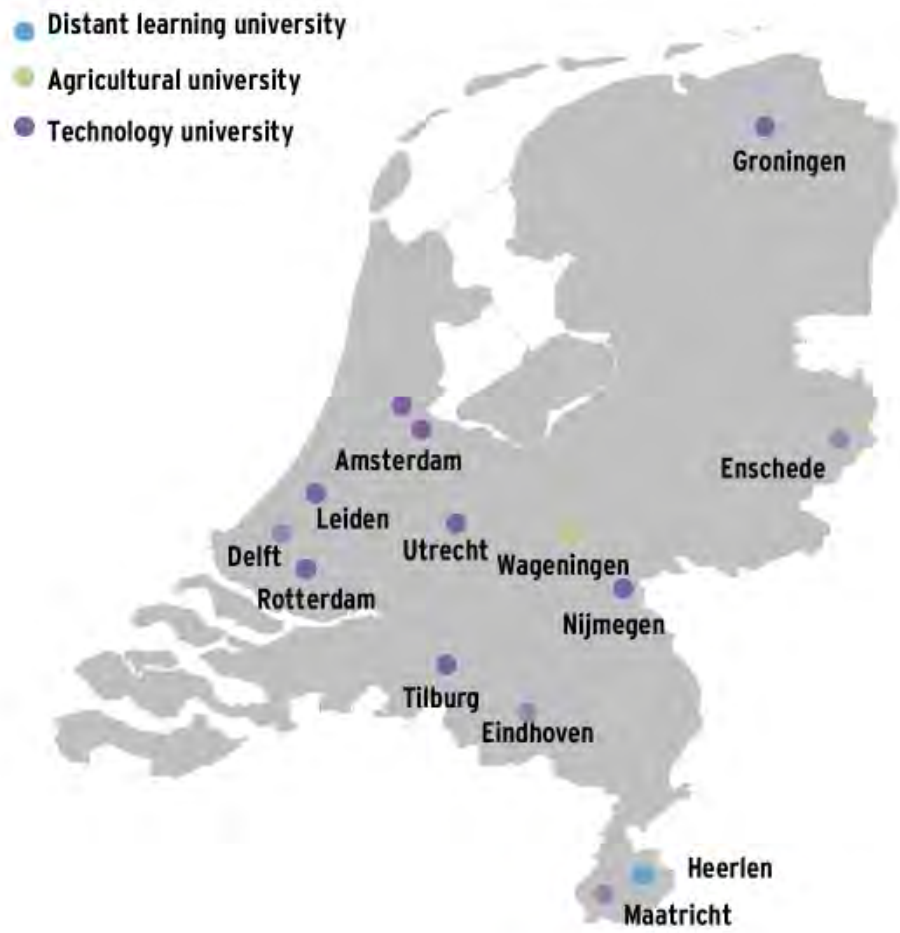 Distant learning university
Agricultural university
Technology university
Groningen
Amsterdam
Enschede
Leiden
Utrecht
Delft
Wageningen
Rotterdam
Nijmegen
Tilburg
Eindhoven
Heerlen
Maatricht